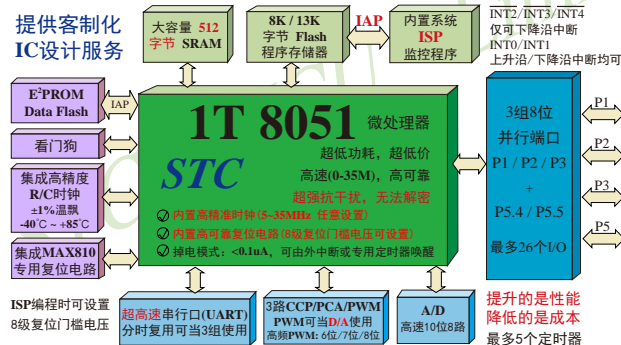 提供客制化
IC设计服务
大容量 512
字节 SRAM
8K / 13K
字节 Flash
程序存储器
IAP
内置系统
ISP
监控程序
INT2/INT3/INT4
仅可下降沿中断
INT0/INT1
上升沿/下降沿中断均可
E²PROM
Data Flash
IAP
看门狗
集成高精度
R/C时钟
±1%温飘
-40℃ ~ +85℃
集成MAX810
专用复位电路
1T 8051 微处理器
STC
超低功耗，超低价
高速(0-35M)，高可靠
超强抗干扰，无法解密
内置高精准时钟(5~35MHz 任意设置)
内置高可靠复位电路(8级复位门槛电压可设置)
掉电模式：<0.1uA，可由外中断或专用定时器唤醒
3组8位
并行端口
P1 / P2 / P3
+
P5.4 / P5.5
最多26个I/O
P1
P2
P3
P5
ISP编程时可设置
8级复位门槛电压
超高速串行口(UART)
分时复用可当3组使用
3路CCP/PCA/PWM
PWM可当D/A使用
高频PWM: 6位/7位/8位
A/D
高速10位8路
提升的是性能
降低的是成本
最多5个定时器